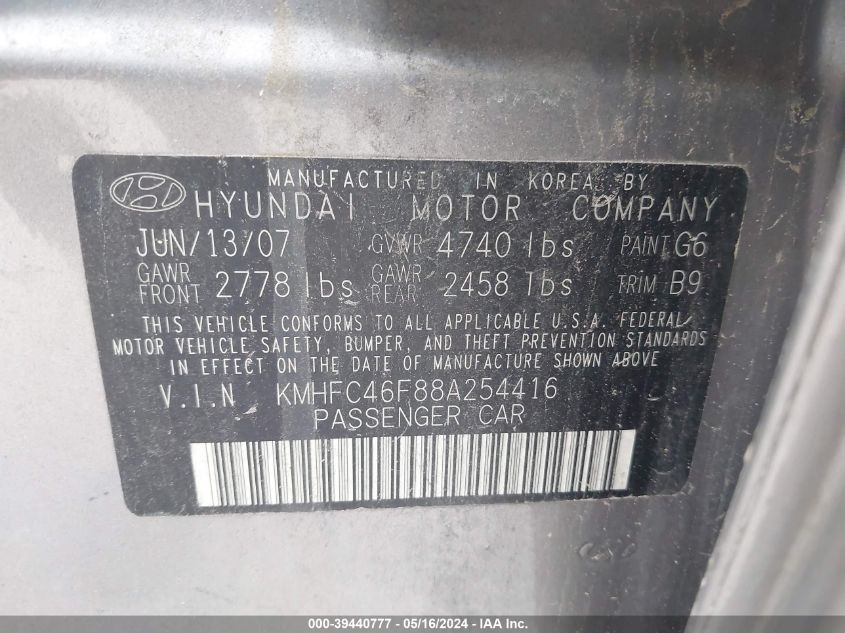 MANUFACTURED IN KOREA BY
HYUNDAI MOTOR COMPANY
JUN/13/07 GVWR 4740 lbs PAINT G6
GAWR FRONT 2778 lbs GAWR REAR 2458 lbs TRIM B9
THIS VEHICLE CONFORMS TO ALL APPLICABLE U.S.A. FEDERAL
MOTOR VEHICLE SAFETY, BUMPER, AND THEFT PREVENTION STANDARDS
IN EFFECT ON THE DATE OF MANUFACTURE SHOWN ABOVE
V.I.N KMHFC46F88A254416
PASSENGER CAR
000-39440777 - 05/16/2024 - IAA Inc.